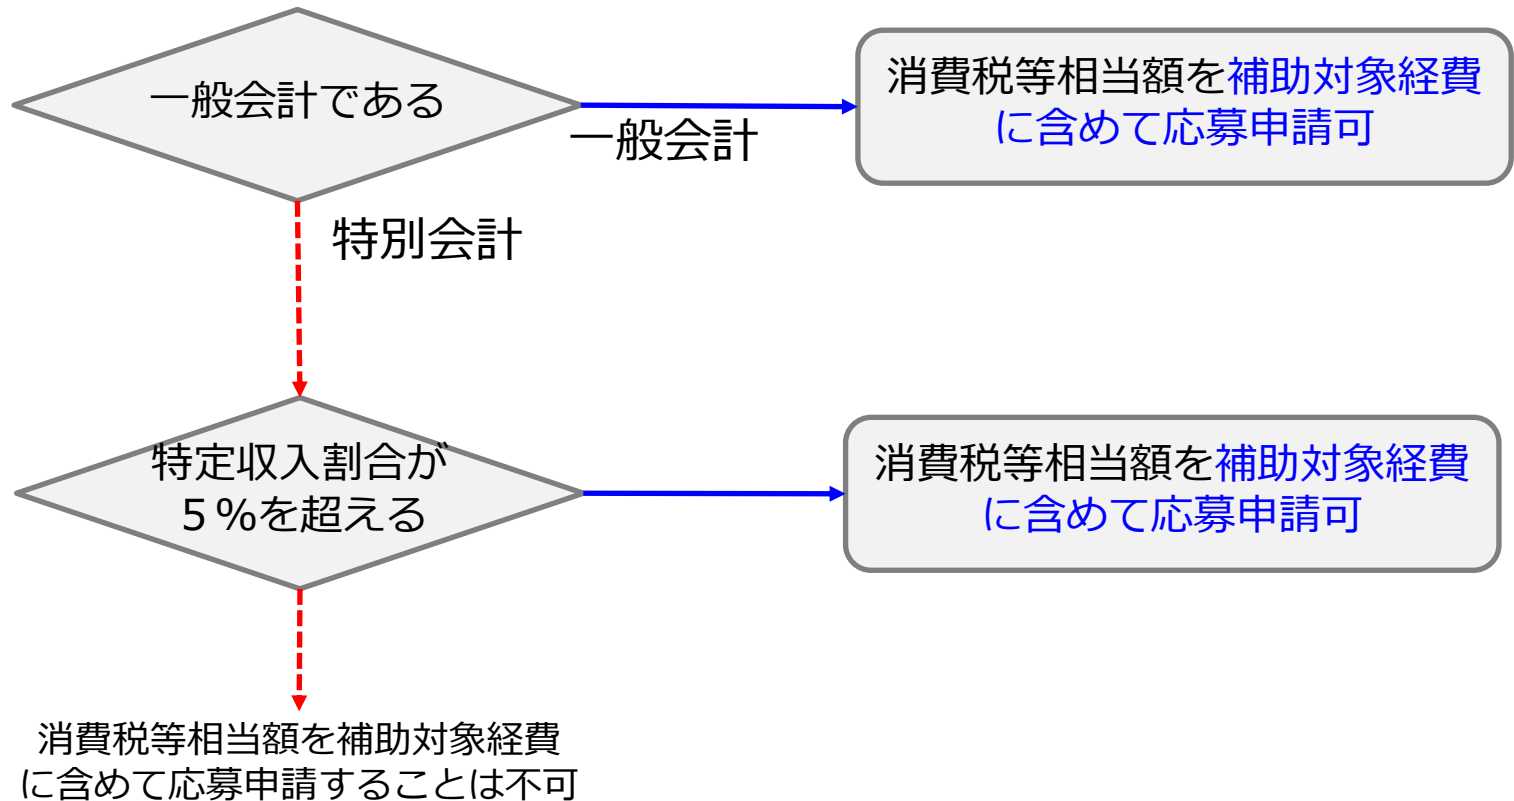 一般会計である
消費税等相当額を補助対象経費
に含めて応募申請可
一般会計
特別会計
特定収入割合が
５％を超える
消費税等相当額を補助対象経費
に含めて応募申請可
消費税等相当額を補助対象経費
に含めて応募申請することは不可